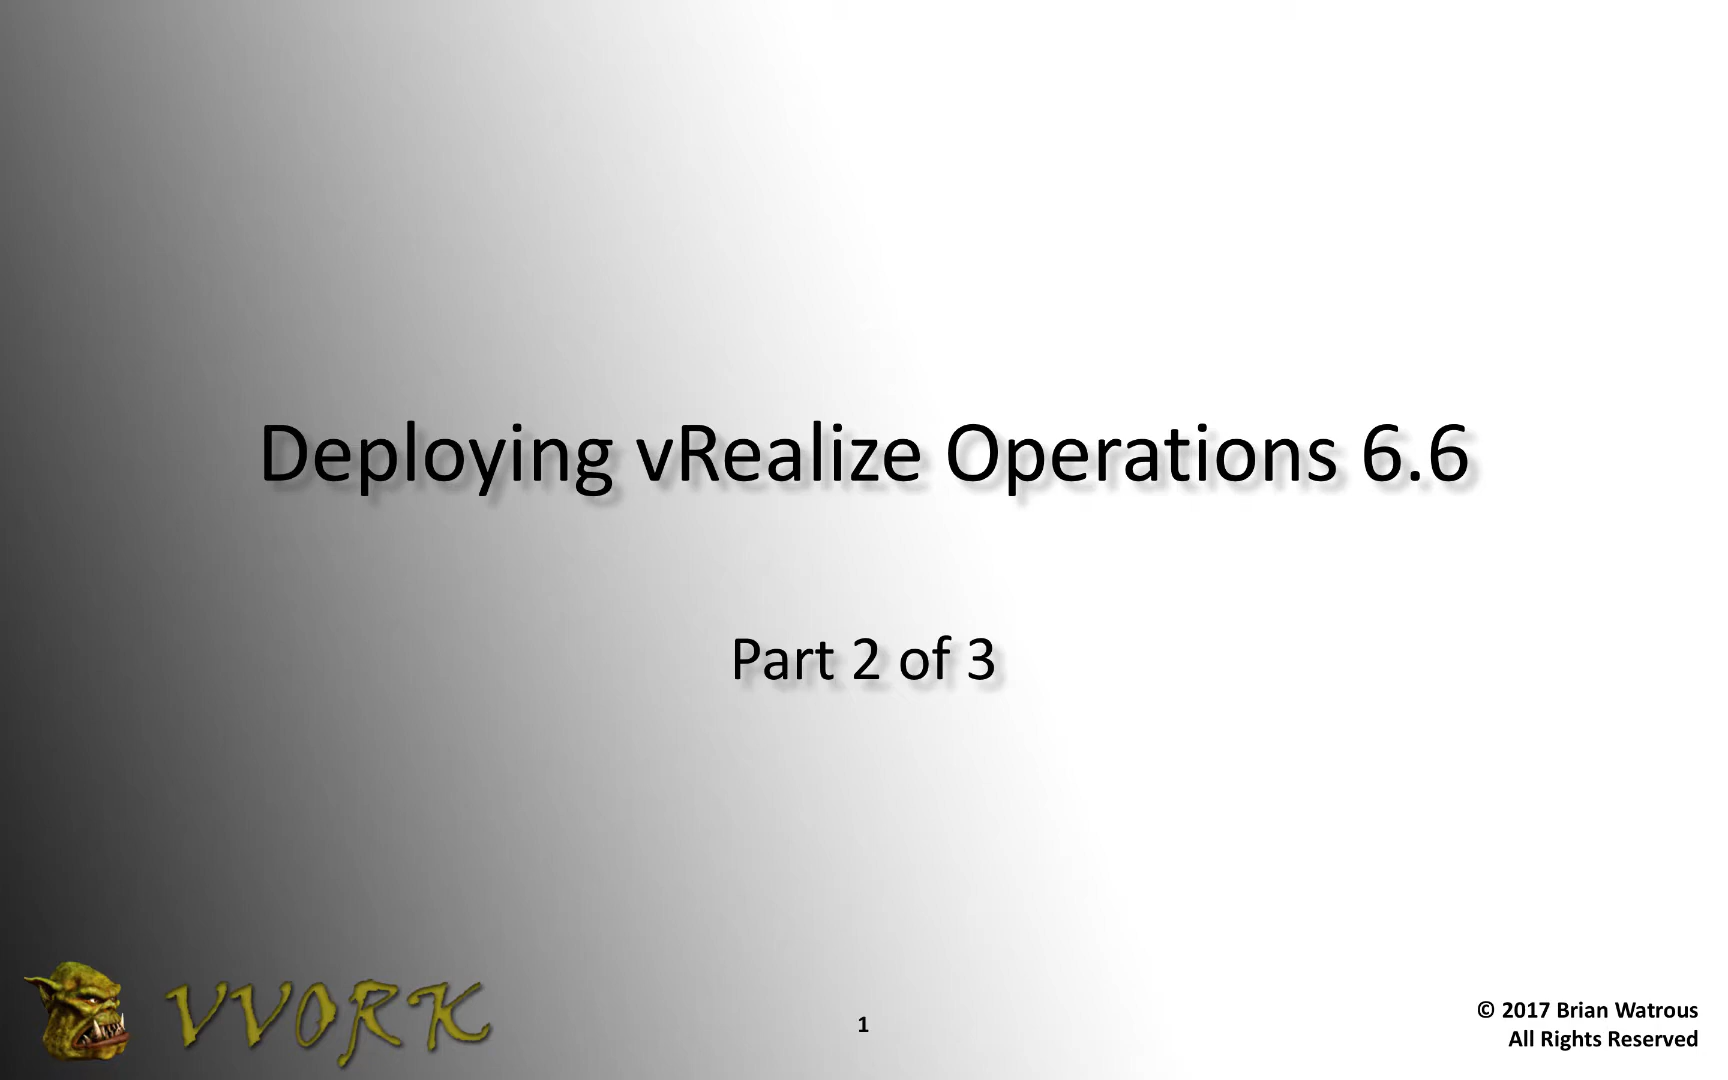 Deploying vRealize Operations 6.6
Part 2 of 3
VVORK
1
© 2017 Brian Watrous
All Rights Reserved